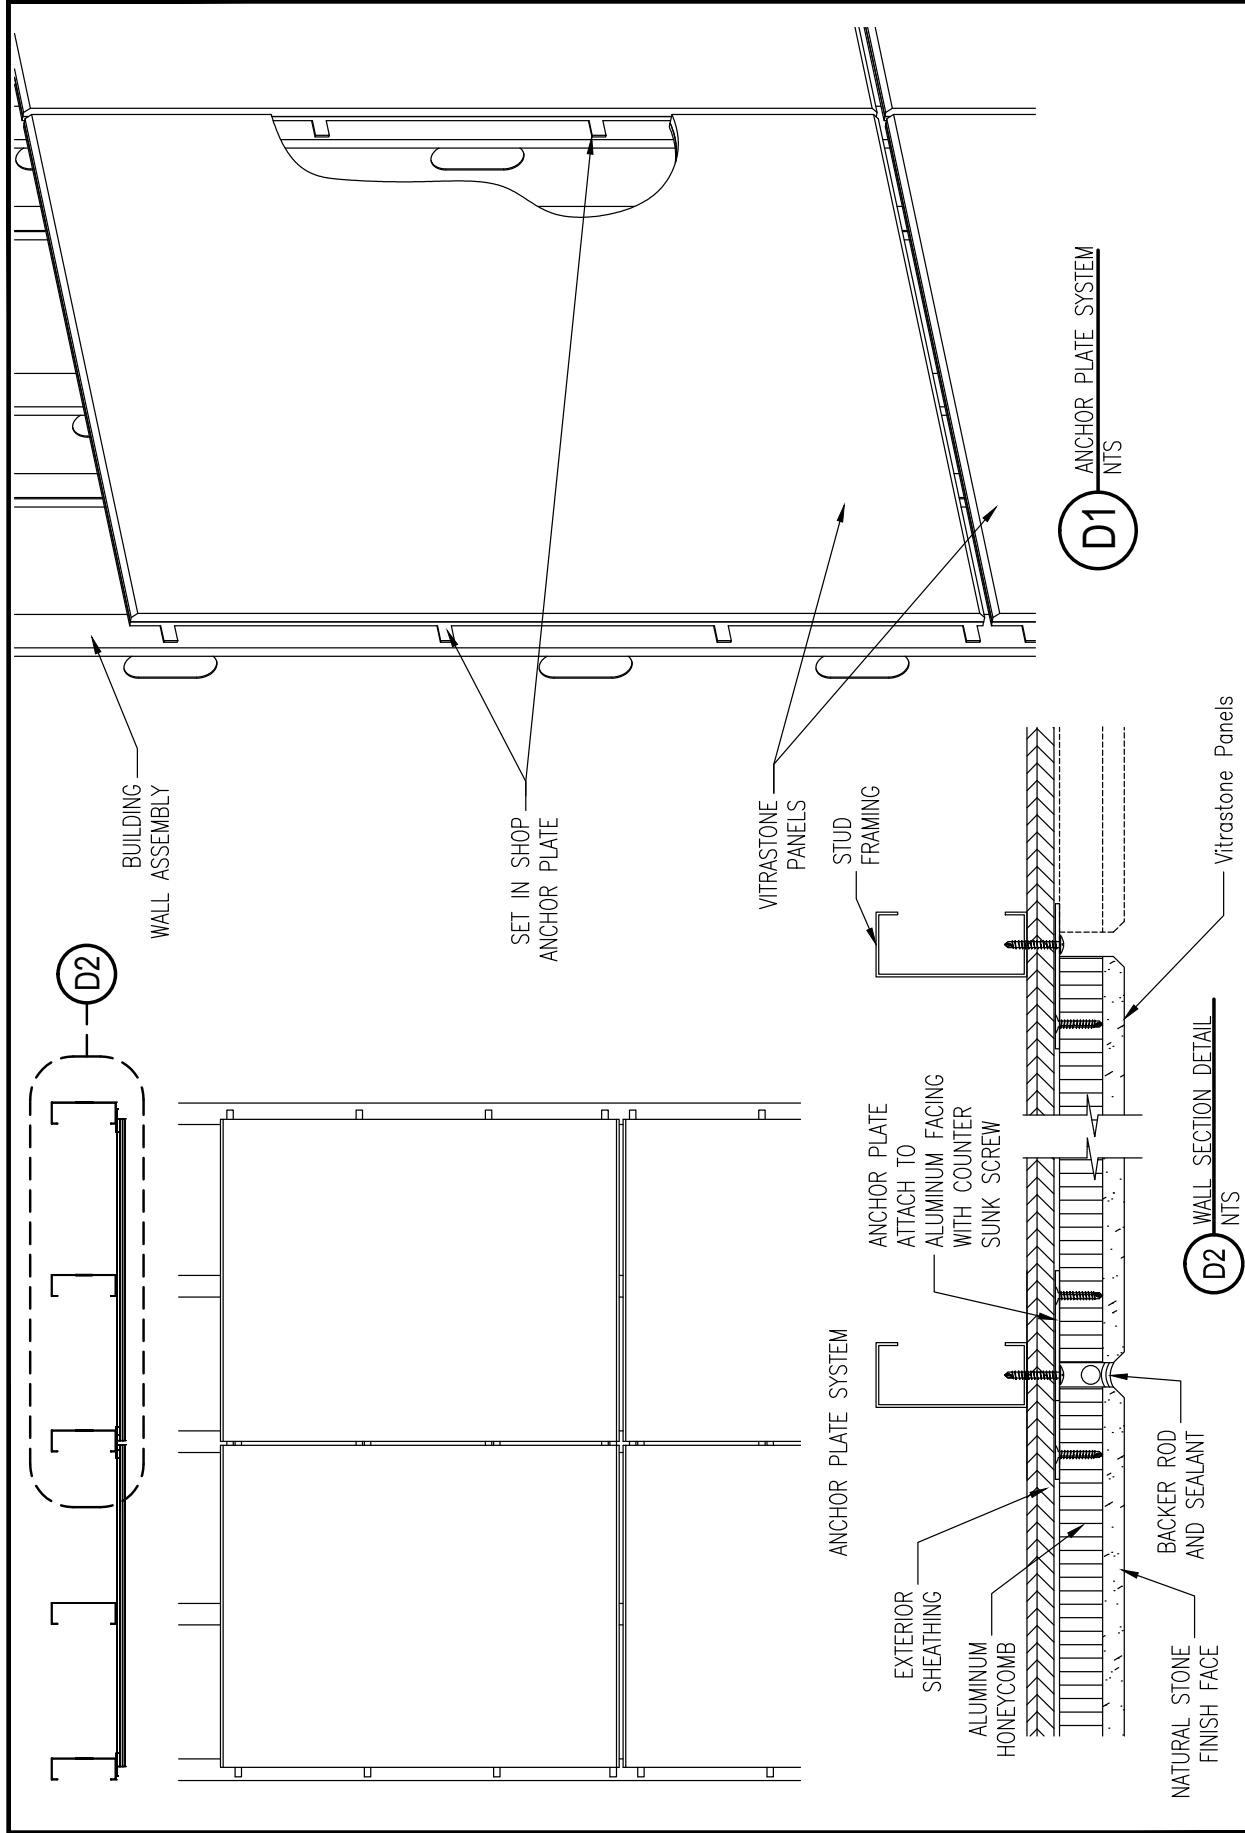 D2
BUILDING
WALL ASSEMBLY
SET IN SHOP
ANCHOR PLATE
VITRASTONE
PANELS
D1
ANCHOR PLATE SYSTEM
NTS
ANCHOR PLATE SYSTEM
EXTERIOR
SHEATHING
ALUMINUM
HONEYCOMB
NATURAL STONE
FINISH FACE
BACKER ROD
AND SEALANT
ANCHOR PLATE
ATTACH TO
ALUMINUM FACING
WITH COUNTER
SUNK SCREW
STUD
FRAMING
Vitrastone Panels
D2
WALL SECTION DETAIL
NTS